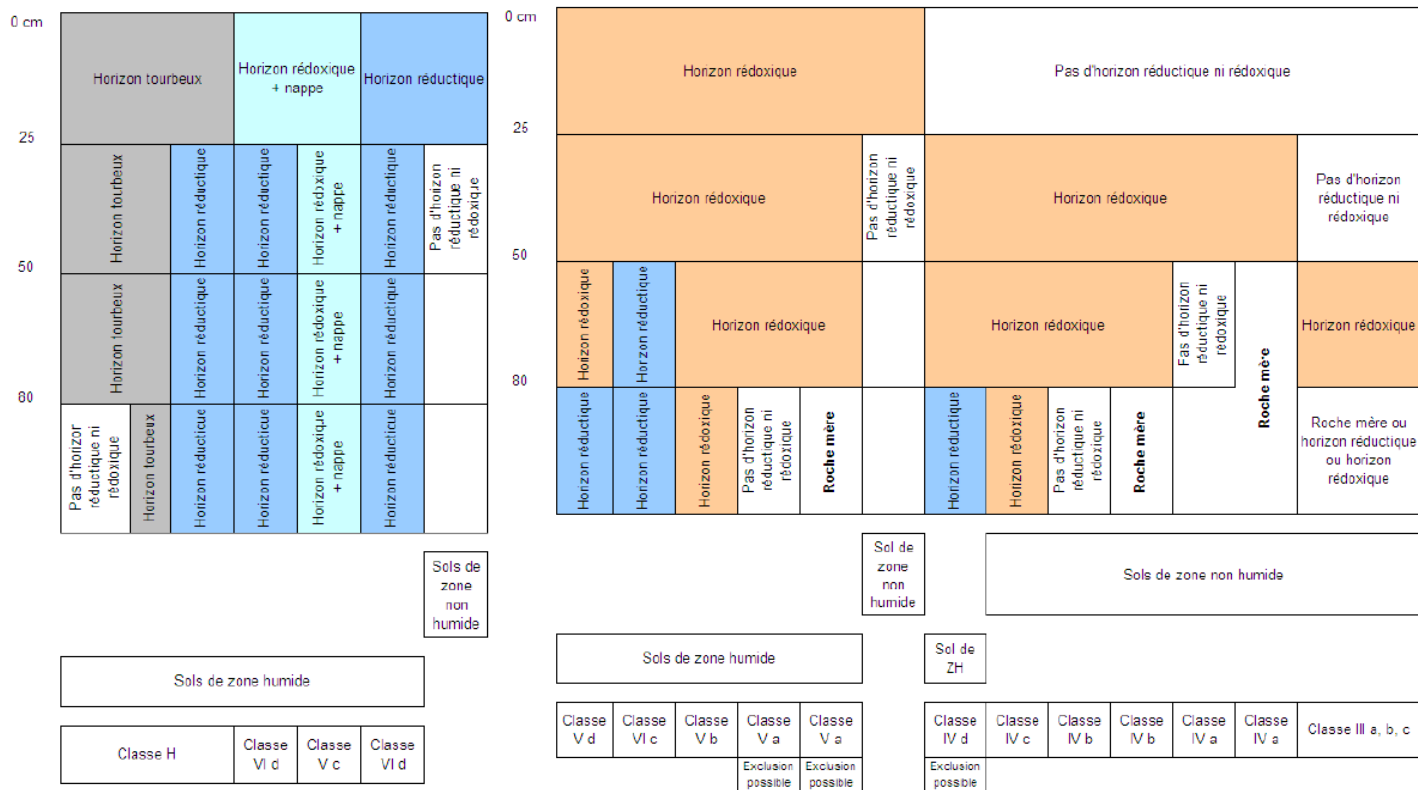 0 cm
Horizon tourbeux
Horizon rédoxique
+ nappe
Horizon réductique
25
Horizon tourbeux
Horizon réductique
Horizon réductique
Horizon rédoxique
+ nappe
Horizon réductique
Pas d'horizon
réductique ni
rédoxique
50
Horizon tourbeux
Horizon réductique
Horizon réductique
Horizon rédoxique
+ nappe
Horizon réductique
80
Pas d'horizor
réductique ni
rédoxique
Horizon tourbeux
Horizon réducticue
Horizon réducticue
Horizon rédoxique
+ nappe
Horizon réducticue
Sols de
zone
non
humide
Sols de zone humide
Classe H
Classe
VI d
Classe
V c
Classe
VI d
0 cm
Horizon rédoxique
Pas d'horizon réductique ni rédoxique
25
Horizon rédoxique
Pas d'horizon
réductique ni
rédoxique
Horizon rédoxique
Pas d'horizon
réductique ni
rédoxique
50
Horizon rédoxique
Horzon réductique
Horizon rédoxique
Horizon rédoxique
Fas d'horizon
réductique ni
rédoxique
Roche mère
Horizon rédoxique
80
Horizon réductique
Horzon réductique
Horizon rédoxique
Pas d'horizon
réductique ni
rédoxique
Roche mère
Horizon réductique
Horizon rédoxique
Pas d'horizon
réductique ni
rédoxique
Roche mère
Roche mère ou
horizon réductique
ou horizon
rédoxique
Sol de
zone
non
humide
Sols de zone non humide
Sols de zone humide
Sol de
ZH
Classe
V d
Classe
VI c
Classe
V b
Classe
V a
Classe
V a
Classe
IV d
Classe
IV c
Classe
IV b
Classe
IV b
Classe
IV a
Classe
IV a
Classe III a, b, c
Exclusion
possible
Exclusion
possible
Exclusion
possible